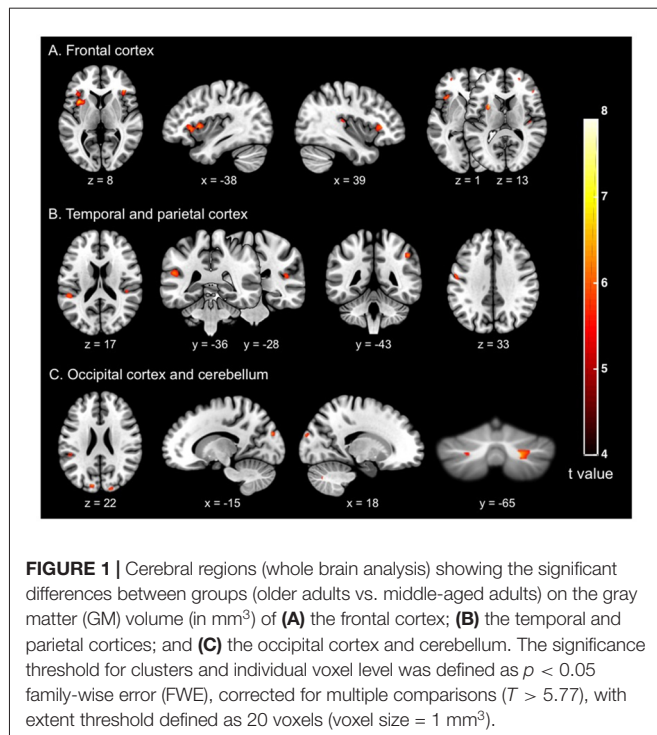 A. Frontal cortex
z = 8
x = -38
x = 39
z = 1
z = 13
8
7
6
5
4
t value
B. Temporal and parietal cortex
z = 17
y = -36
y = -28
y = -43
z = 33
C. Occipital cortex and cerebellum
z = 22
x = -15
x = 18
y = -65
FIGURE 1 | Cerebral regions (whole brain analysis) showing the significant
differences between groups (older adults vs. middle-aged adults) on the gray
matter (GM) volume (in mm³) of (A) the frontal cortex; (B) the temporal and
parietal cortices; and (C) the occipital cortex and cerebellum. The significance
threshold for clusters and individual voxel level was defined as p < 0.05
family-wise error (FWE), corrected for multiple comparisons (T > 5.77), with
extent threshold defined as 20 voxels (voxel size = 1 mm³).